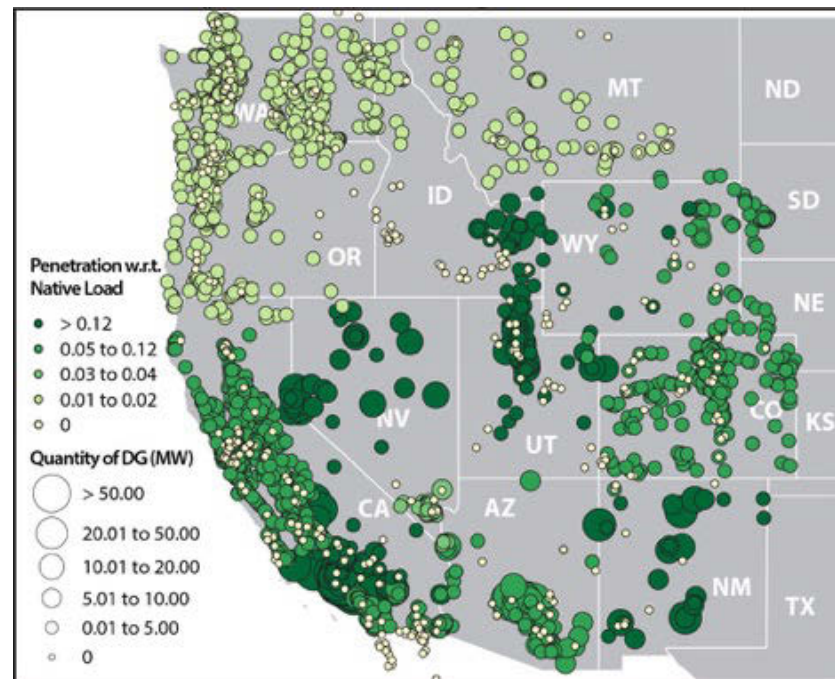 MT
ND
WA
ID
SD
WY
OR
Penetration w.r.t.
Native Load
> 0.12
0.05 to 0.12
0.03 to 0.04
0.01 to 0.02
0
NE
NV
UT
CO
KS
Quantity of DG (MW)
> 50.00
20.01 to 50.00
10.01 to 20.00
5.01 to 10.00
0.01 to 5.00
0
CA
AZ
NM
TX